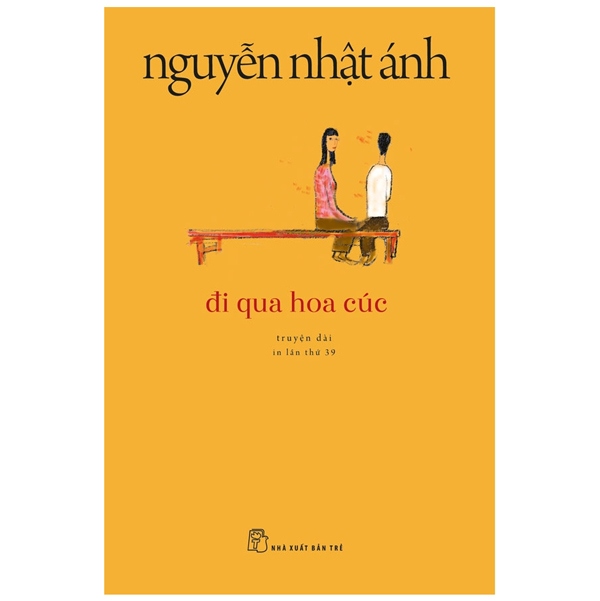 nguyễn nhật ánh
đi qua hoa cúc
truyện dài
in lần thứ 39
NHÀ XUẤT BẢN TRẺ